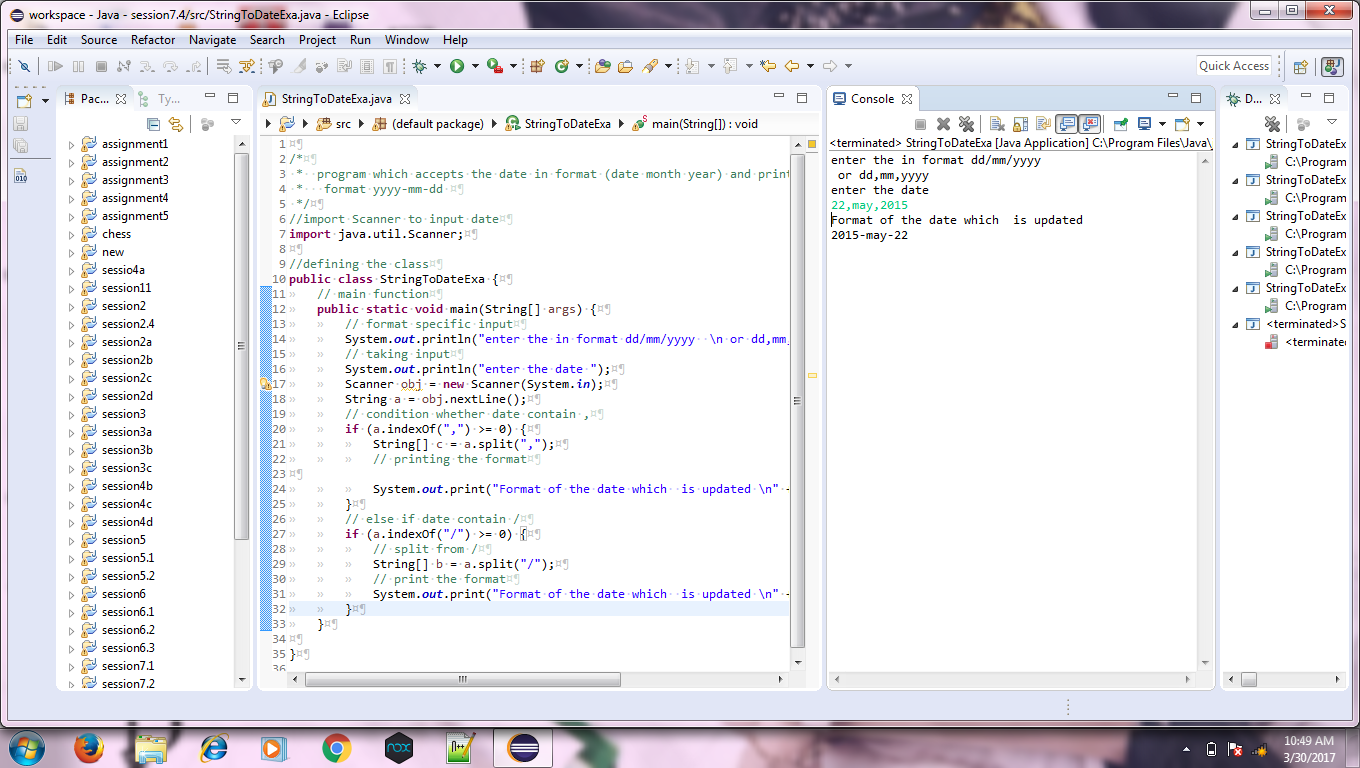 workspace - Java - session7.4/src/StringToDateExa.java - Eclipse
File Edit Source Refactor Navigate Search Project Run Window Help
Quick Access
Pac...
Ty...
assignment1
assignment2
assignment3
assignment4
assignment5
chess
new
sessio4a
session11
session2
session2.4
session2a
session2b
session2c
session2d
session3
session3a
session3b
session3c
session4b
session4c
session4d
session5
session5.1
session5.2
session6
session6.1
session6.2
session6.3
session7.1
session7.2
StringToDateExa.java
src (default package) StringToDateExa main(String[]) : void
1
2 /*
3 * program which accepts the date in format (date month year) and print
4 * format yyyy-mm-dd
5 */
6 //import Scanner to input date
7 import java.util.Scanner;
8
9 //defining the class
10 public class StringToDateExa {
11 // main function
12 public static void main(String[] args) {
13 // format specific input
14 System.out.println("enter the in format dd/mm/yyyy \n or dd,mm,
15 // taking input
16 System.out.println("enter the date ");
17 Scanner obj = new Scanner(System.in);
18 String a = obj.nextLine();
19 // condition whether date contain ,
20 if (a.indexOf(",") >= 0) {
21 String[] c = a.split(",");
22 // printing the format
23
24 System.out.print("Format of the date which is updated \n" +
25 }
26 // else if date contain /
27 if (a.indexOf("/") >= 0) {
28 // split from /
29 String[] b = a.split("/");
30 // print the format
31 System.out.print("Format of the date which is updated \n" +
32 }
33 }
34
35 }
36
Console
<terminated> StringToDateExa [Java Application] C:\Program Files\Java\
enter the in format dd/mm/yyyy
or dd,mm,yyyy
enter the date
22,may,2015
Format of the date which is updated
2015-may-22
D...
StringToDateEx
C:\Program
StringToDateEx
C:\Program
StringToDateEx
C:\Program
StringToDateEx
C:\Program
StringToDateEx
C:\Program
<terminated>S
<terminate
nox
10:49 AM
3/30/2017